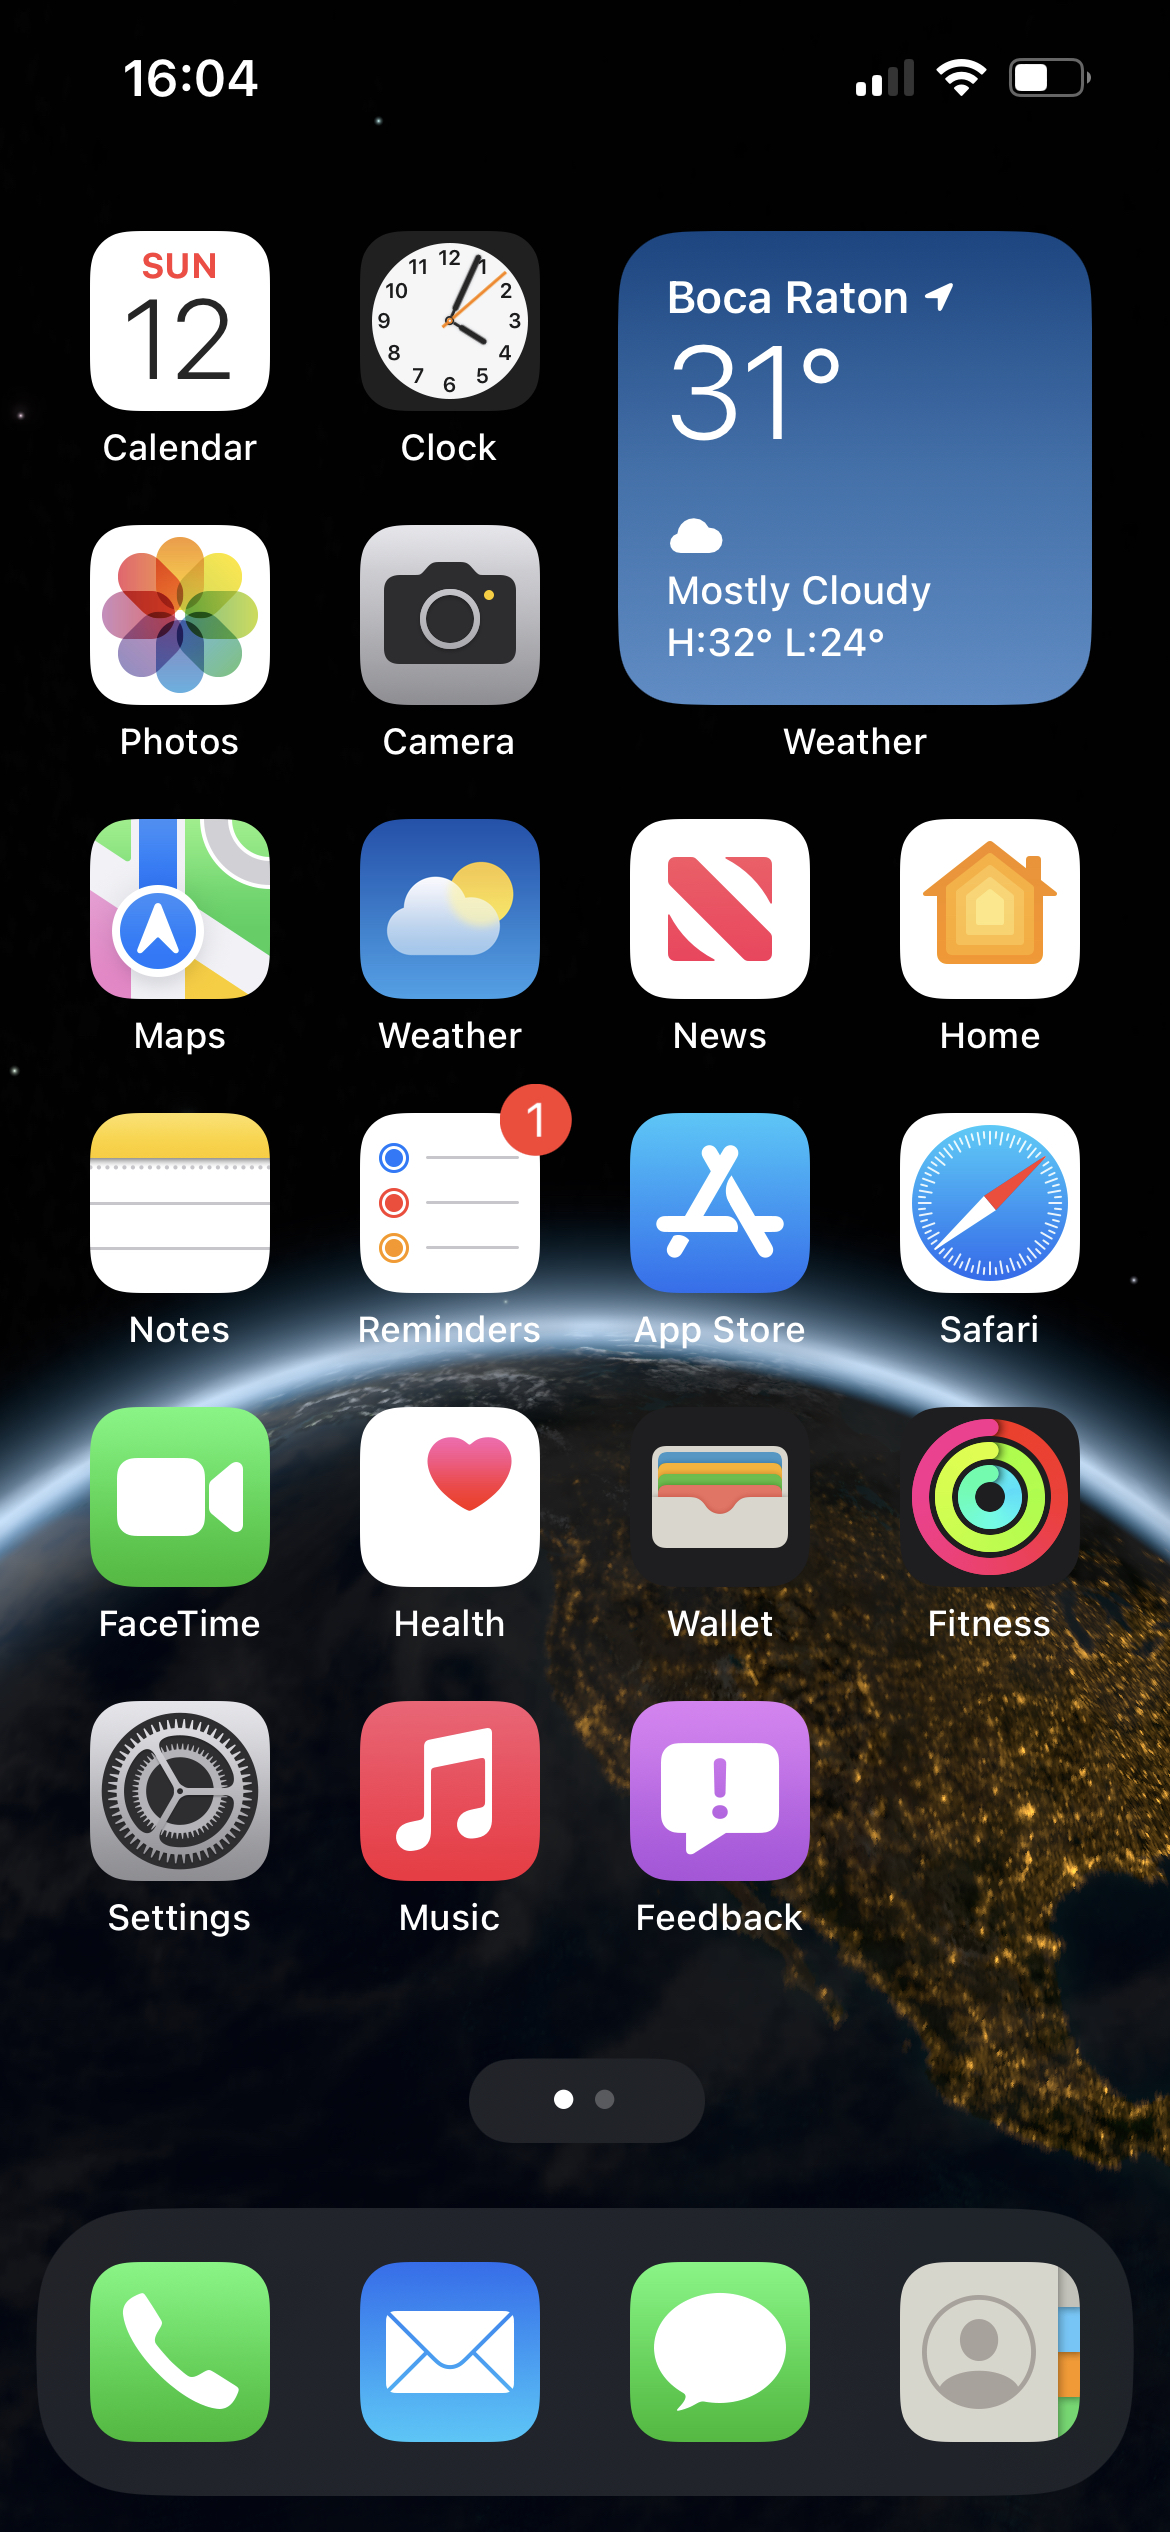 16:04
SUN
12
Calendar
12
1
2
3
4
5
6
7
8
9
10
11
Clock
Boca Raton
31°
Mostly Cloudy
H:32° L:24°
Weather
Photos
Camera
Maps
Weather
News
Home
1
Notes
Reminders
App Store
Safari
FaceTime
Health
Wallet
Fitness
Settings
Music
Feedback